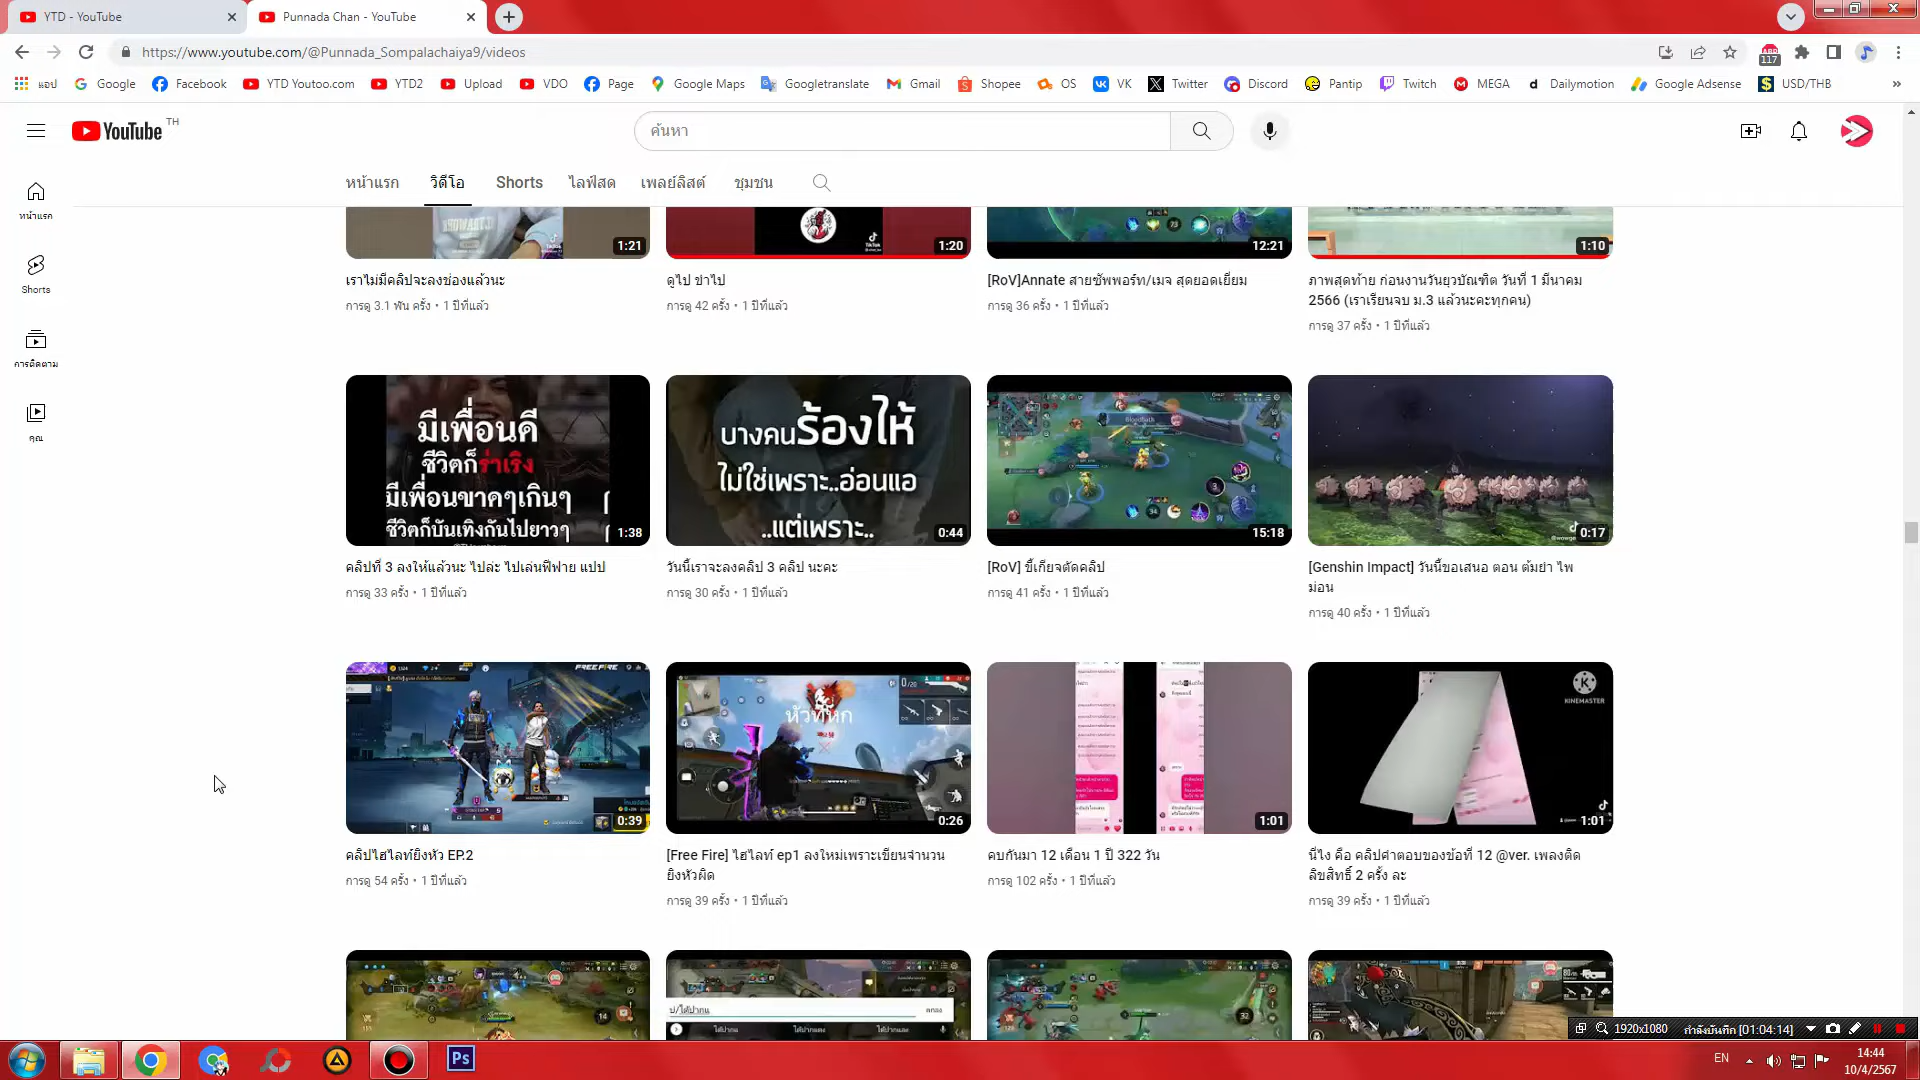 YTD - YouTube
Punnada Chan - YouTube
https://www.youtube.com/@Punnada_Sompalachaiya9/videos
117
แอป
Google
Facebook
YTD Youtoo.com
YTD2
Upload
VDO
Page
Google Maps
Googletranslate
Gmail
Shopee
OS
VK
Twitter
Discord
Pantip
Twitch
MEGA
Dailymotion
Google Adsense
USD/THB
YouTube TH
ค้นหา
หน้าแรก
วิดีโอ
Shorts
ไลฟ์สด
เพลย์ลิสต์
ชุมชน
หน้าแรก
Shorts
การติดตาม
คุณ
1:21
1:20
12:21
1:10
เราไม่มีคลิปจะลงช่องแล้วนะ
การดู 3.1 พัน ครั้ง • 1 ปีที่แล้ว
ดูไป ขำไป
การดู 42 ครั้ง • 1 ปีที่แล้ว
[RoV]Annate สายซัพพอร์ท/เมจ สุดยอดเยี่ยม
การดู 36 ครั้ง • 1 ปีที่แล้ว
ภาพสุดท้าย ก่อนงานวันยุวบัณฑิต วันที่ 1 มีนาคม
2566 (เราเรียนจบ ม.3 แล้วนะคะทุกคน)
การดู 37 ครั้ง • 1 ปีที่แล้ว
มีเพื่อนดี
ชีวิตก็ร่าเริง
มีเพื่อนขาดๆเกินๆ
ชีวิตก็บันเทิงกันไปยาวๆ
1:38
บางคนร้องไห้
ไม่ใช่เพราะ..อ่อนแอ
..แต่เพราะ..
0:44
15:18
0:17
คลิปที่ 3 ลงให้แล้วนะ ไปล่ะ ไปเล่นฟีฟาย แปป
การดู 33 ครั้ง • 1 ปีที่แล้ว
วันนี้เราจะลงคลิป 3 คลิป นะคะ
การดู 30 ครั้ง • 1 ปีที่แล้ว
[RoV] ขี้เกียจตัดคลิป
การดู 41 ครั้ง • 1 ปีที่แล้ว
[Genshin Impact] วันนี้ขอเสนอ ตอน ต้มยำ ไพ
ม่อน
การดู 40 ครั้ง • 1 ปีที่แล้ว
FREE FIRE
0:39
หัวที่หก
0/20
0:26
1:01
KINEMASTER
1:01
คลิปไฮไลท์ยิงหัว EP.2
การดู 54 ครั้ง • 1 ปีที่แล้ว
[Free Fire] ไฮไลท์ ep1 ลงใหม่เพราะเขียนจำนวน
ยิงหัวผิด
การดู 39 ครั้ง • 1 ปีที่แล้ว
คบกันมา 12 เดือน 1 ปี 322 วัน
การดู 102 ครั้ง • 1 ปีที่แล้ว
นี่ไง คือ คลิปคำตอบของข้อที่ 12 @ver. เพลงติด
ลิขสิทธิ์ 2 ครั้ง ละ
การดู 39 ครั้ง • 1 ปีที่แล้ว
1920x1080
กำลังบันทึก [01:04:14]
Ps
EN
14:44
10/4/2567